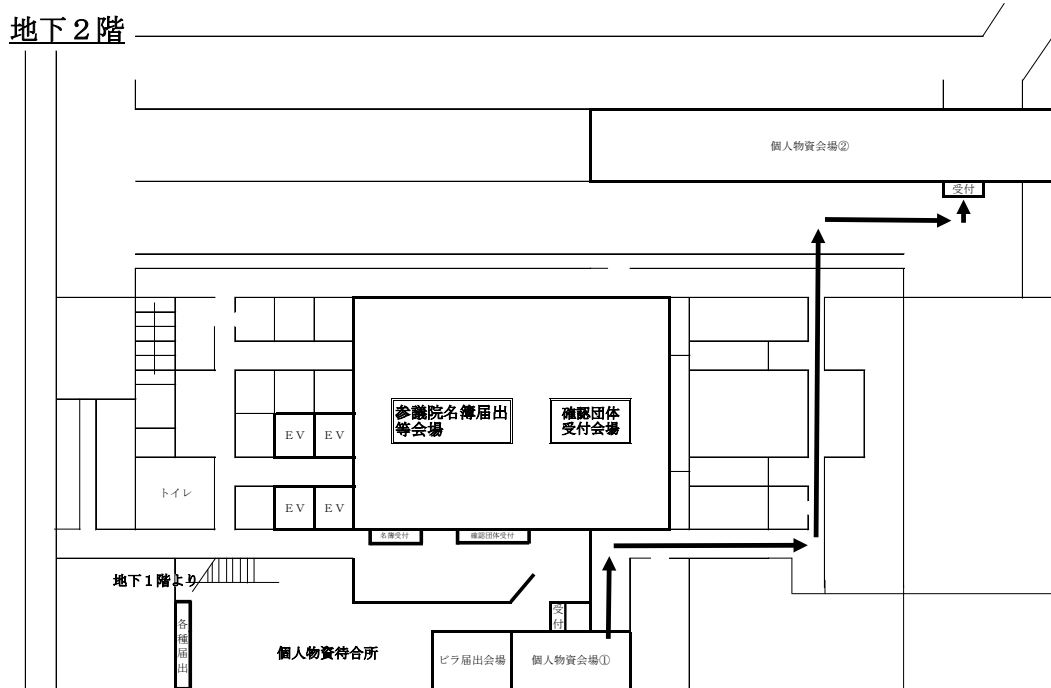 地下２階
個人物資会場②
受付
参議院名簿届出
等会場
確認団体
受付会場
ＥＶ
ＥＶ
トイレ
ＥＶ
ＥＶ
名簿受付
確認団体受付
地下１階より
受付
各種届出
個人物資待合所
ビラ届出会場
個人物資会場①